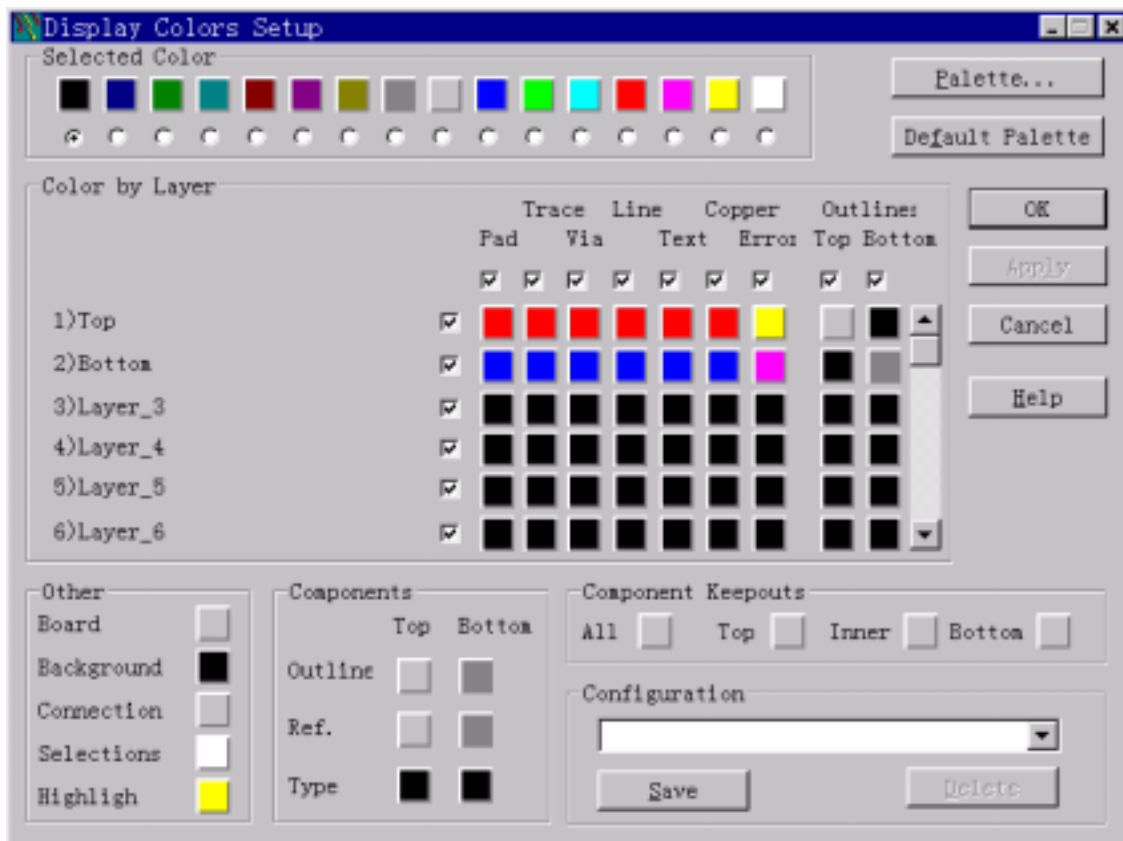 Display Colors Setup
Selected Color
Palette...
Default Palette
Color by Layer
Trace Line Copper Outlines
Pad Via Text Error Top Bottom
OK
Apply
1)Top
Cancel
2)Bottom
3)Layer_3
Help
4)Layer_4
5)Layer_5
6)Layer_6
Other
Board
Background
Connection
Selections
Highligh
Components
Top Bottom
Outline
Ref.
Type
Component Keepouts
All Top Inner Bottom
Configuration
Save
Delete